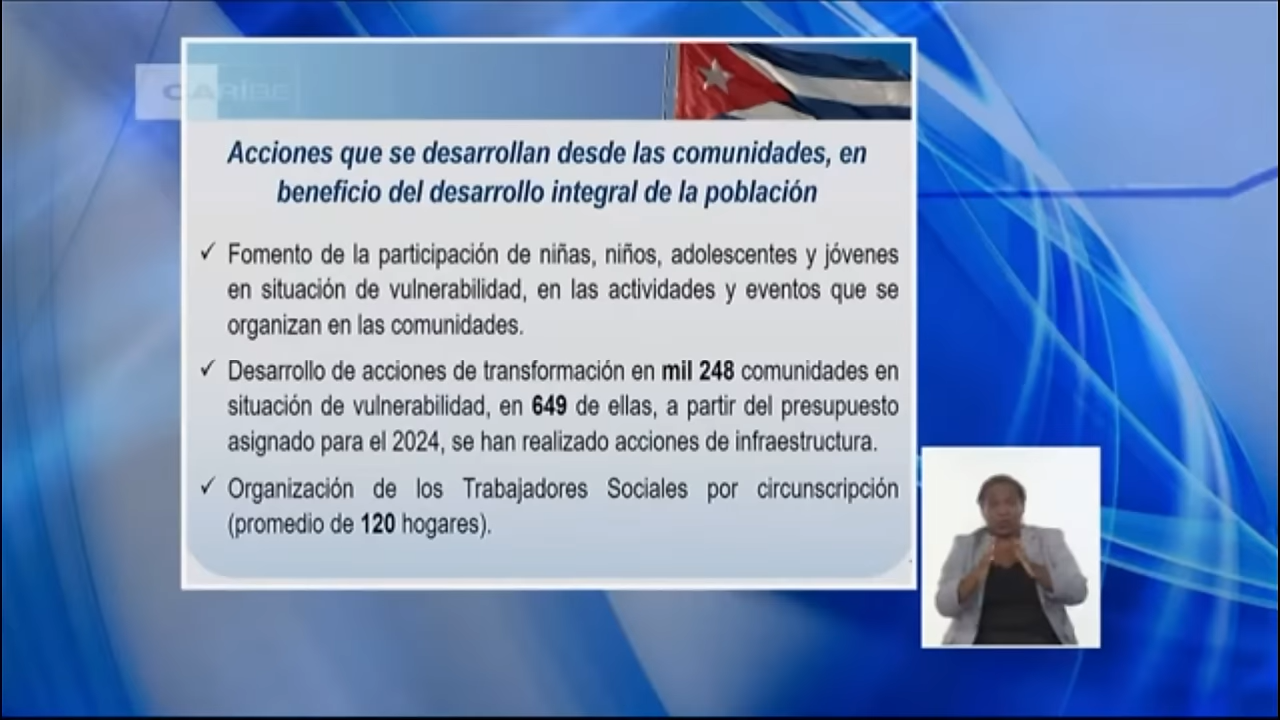 CARIBE
Acciones que se desarrollan desde las comunidades, en
beneficio del desarrollo integral de la población
✓ Fomento de la participación de niñas, niños, adolescentes y jóvenes
en situación de vulnerabilidad, en las actividades y eventos que se
organizan en las comunidades.
✓ Desarrollo de acciones de transformación en mil 248 comunidades en
situación de vulnerabilidad, en 649 de ellas, a partir del presupuesto
asignado para el 2024, se han realizado acciones de infraestructura.
✓ Organización de los Trabajadores Sociales por circunscripción
(promedio de 120 hogares).